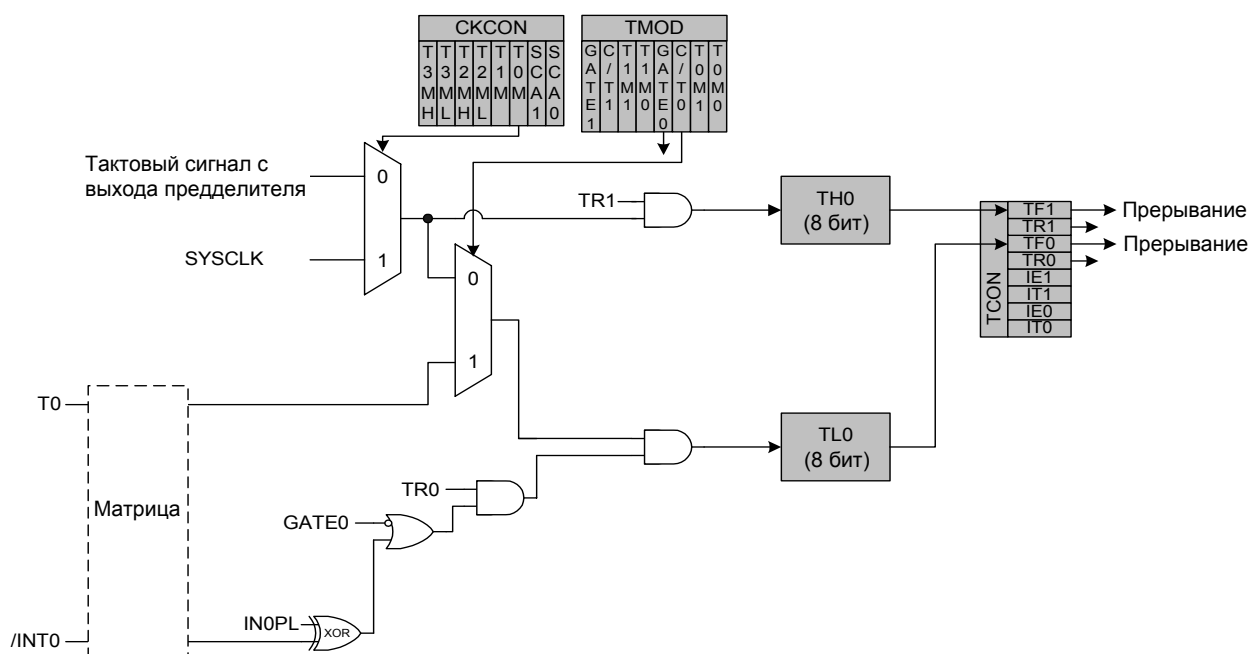 CKCON
T3MH T3ML T2MH T2ML T1M T0M SCA1 SCA0
TMOD
GATE1 C/T1 T1M1 T1M0 GATE0 C/T0 T0M1 T0M0
Тактовый сигнал с
выхода предделителя
0
SYSCLK
1
TR1
TH0
(8 бит)
TCON
TF1
TR1
TF0
TR0
IE1
IT1
IE0
IT0
Прерывание
Прерывание
0
1
T0
Матрица
TL0
(8 бит)
TR0
GATE0
IN0PL
XOR
/INT0